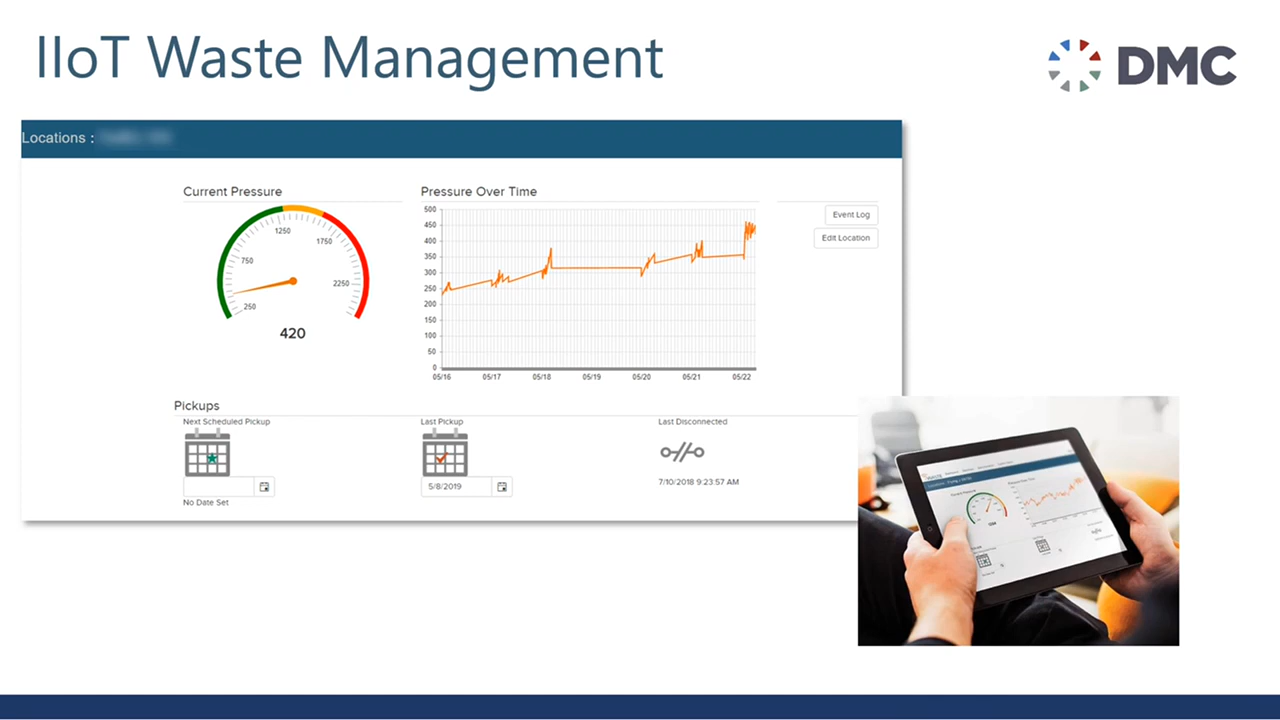 IIoT Waste Management
DMC
Locations :
Current Pressure
250
750
1250
1750
2250
420
Pressure Over Time
500
450
400
350
300
250
200
150
100
50
0
05/16 05/17 05/18 05/19 05/20 05/21 05/22
Event Log
Edit Location
Pickups
Next Scheduled Pickup
No Date Set
Last Pickup
5/8/2019
Last Disconnected
7/10/2018 9:23:57 AM